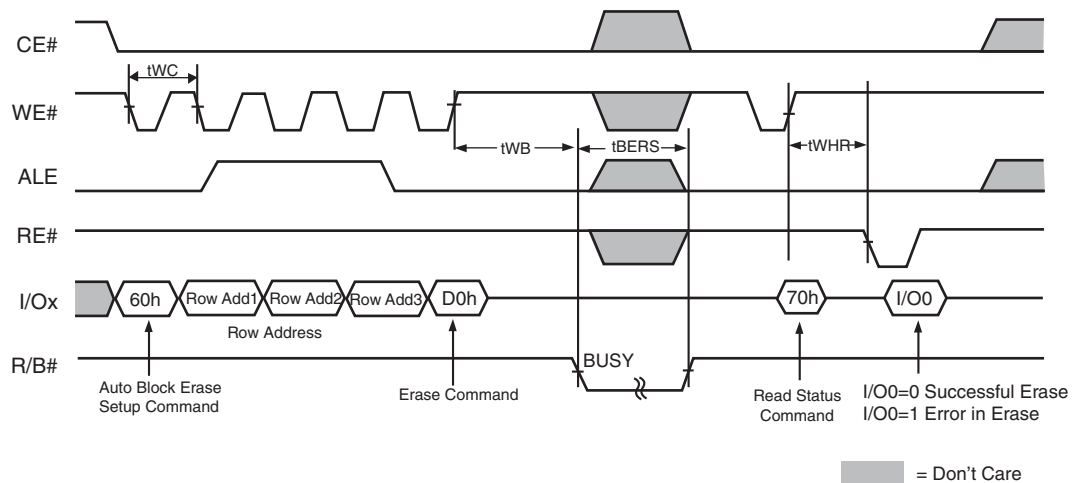 CE#
tWC
WE#
tWB
tBERS
tWHR
ALE
RE#
I/Ox
60h
Row Add1
Row Add2
Row Add3
D0h
70h
I/O0
Row Address
R/B#
BUSY
Auto Block Erase
Setup Command
Erase Command
Read Status
Command
I/O0=0 Successful Erase
I/O0=1 Error in Erase
= Don't Care